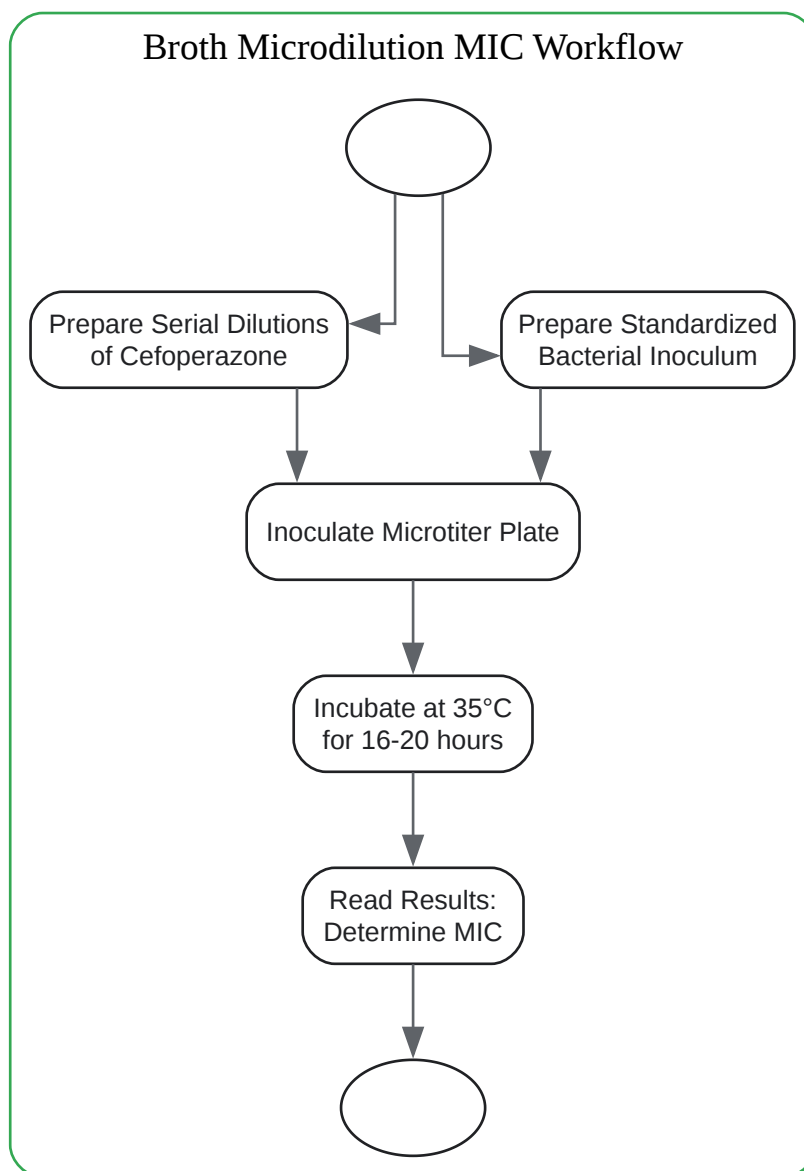 Broth Microdilution MIC Workflow
Prepare Serial Dilutions
of Cefoperazone
Prepare Standardized
Bacterial Inoculum
Inoculate Microtiter Plate
Incubate at 35°C
for 16-20 hours
Read Results:
Determine MIC